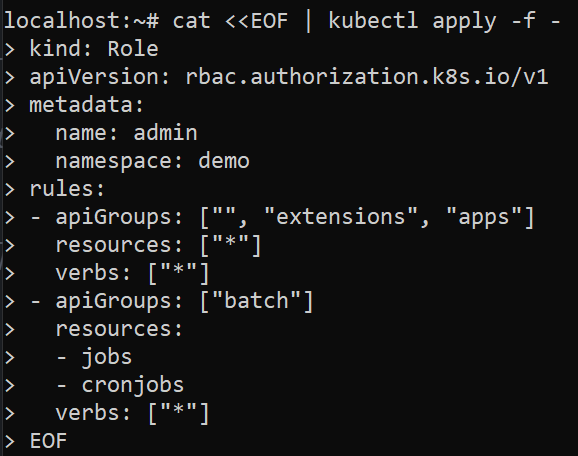 localhost:~# cat <<EOF | kubectl apply -f -
> kind: Role
> apiVersion: rbac.authorization.k8s.io/v1
> metadata:
>   name: admin
>   namespace: demo
> rules:
> - apiGroups: ["", "extensions", "apps"]
>   resources: ["*"]
>   verbs: ["*"]
> - apiGroups: ["batch"]
>   resources:
>   - jobs
>   - cronjobs
>   verbs: ["*"]
> EOF